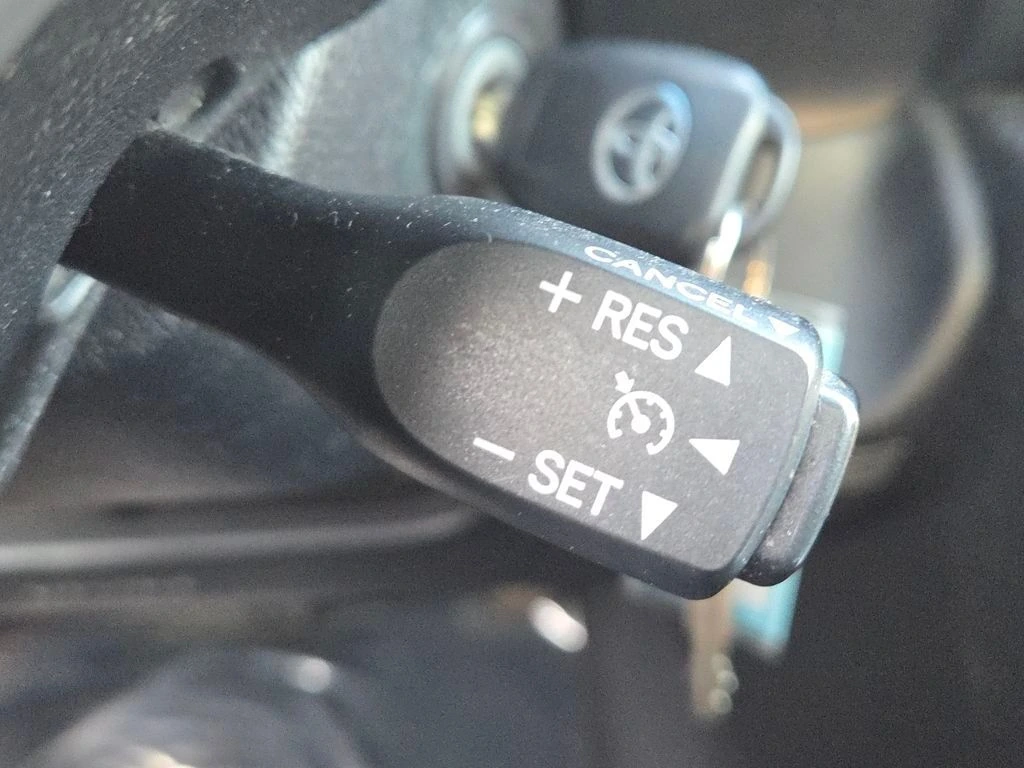 CANCEL ▼
+ RES ▲
◀
− SET ▼